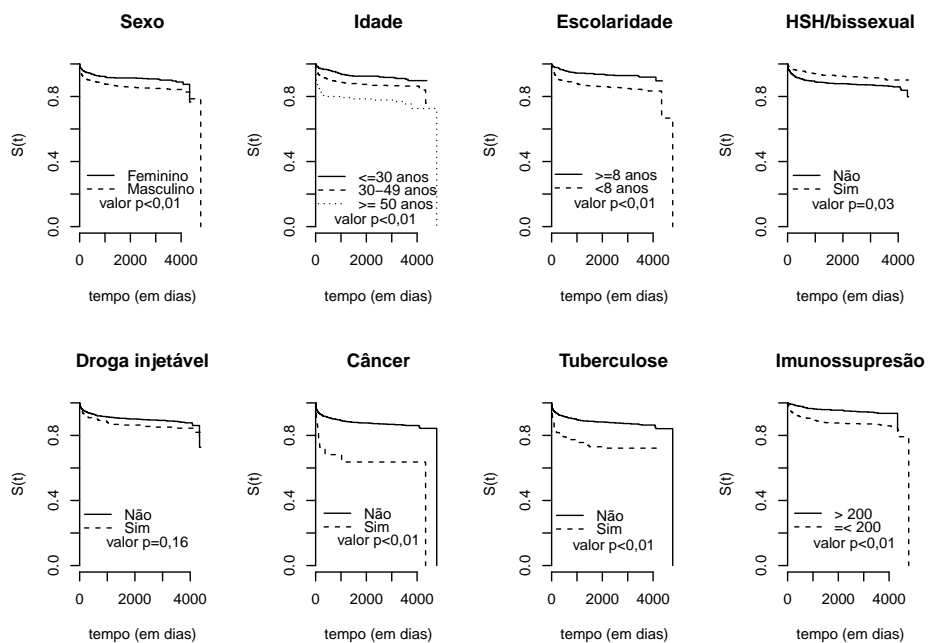 Sexo
S(t)
0.0 0.4 0.8
Feminino
Masculino
valor p<0,01
0 2000 4000
tempo (em dias)
Idade
S(t)
0.0 0.4 0.8
<=30 anos
30−49 anos
>= 50 anos
valor p<0,01
0 2000 4000
tempo (em dias)
Escolaridade
S(t)
0.0 0.4 0.8
>=8 anos
<8 anos
valor p<0,01
0 2000 4000
tempo (em dias)
HSH/bissexual
S(t)
0.0 0.4 0.8
Não
Sim
valor p=0,03
0 2000 4000
tempo (em dias)
Droga injetável
S(t)
0.0 0.4 0.8
Não
Sim
valor p=0,16
0 2000 4000
tempo (em dias)
Câncer
S(t)
0.0 0.4 0.8
Não
Sim
valor p<0,01
0 2000 4000
tempo (em dias)
Tuberculose
S(t)
0.0 0.4 0.8
Não
Sim
valor p<0,01
0 2000 4000
tempo (em dias)
Imunossupresão
S(t)
0.0 0.4 0.8
> 200
=< 200
valor p<0,01
0 2000 4000
tempo (em dias)